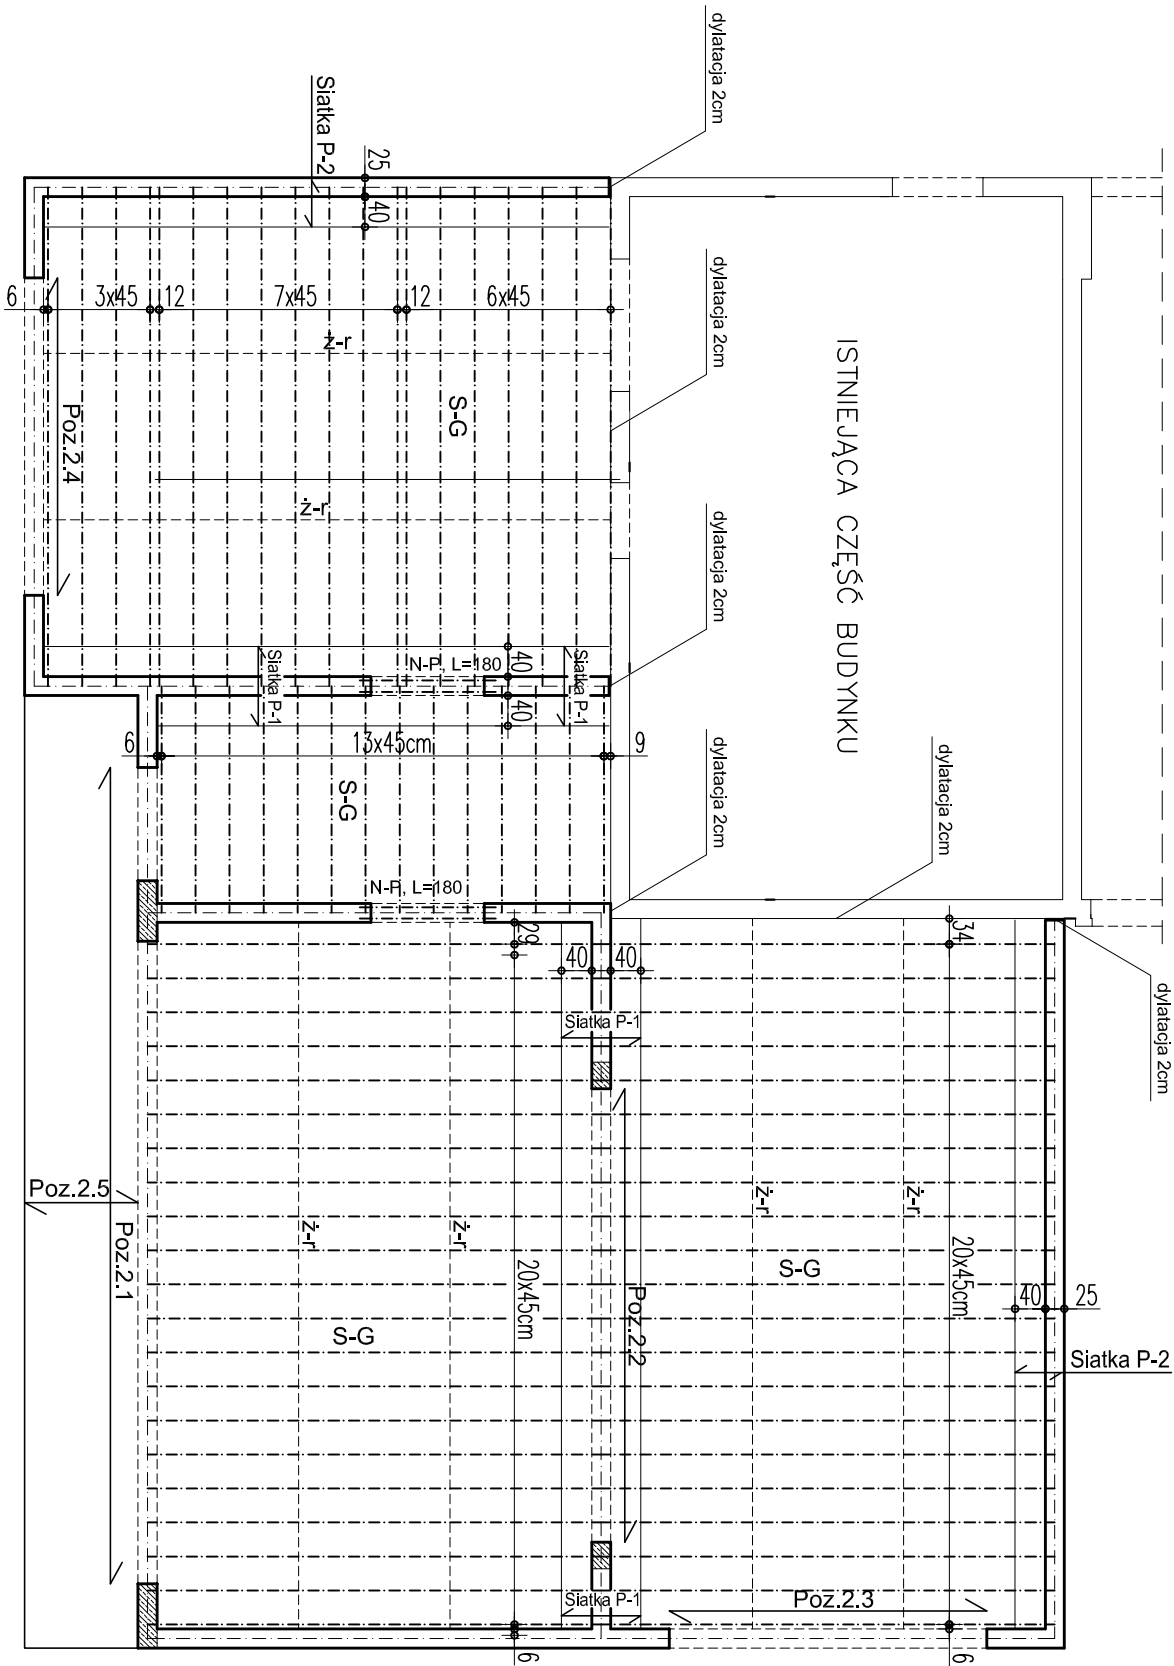 dylatacja 2cm
Siatka P-2
25
40
dylatacja 2cm
6
3x45
12
7x45
12
6x45
ż-r
ISTNIEJĄCA CZĘŚĆ BUDYNKU
S-G
Poz.2.4
ż-r
dylatacja 2cm
Siatka P-1
N-P, L=180
40
Siatka P-1
40
6
13x45cm
9
dylatacja 2cm
dylatacja 2cm
S-G
N-P, L=180
29
34
40
40
dylatacja 2cm
Siatka P-1
Poz.2.5
ż-r
ż-r
ż-r
ż-r
Poz.2.1
20x45cm
20x45cm
S-G
Poz.2.2
40
25
S-G
Siatka P-2
Siatka P-1
Poz.2.3
6
6